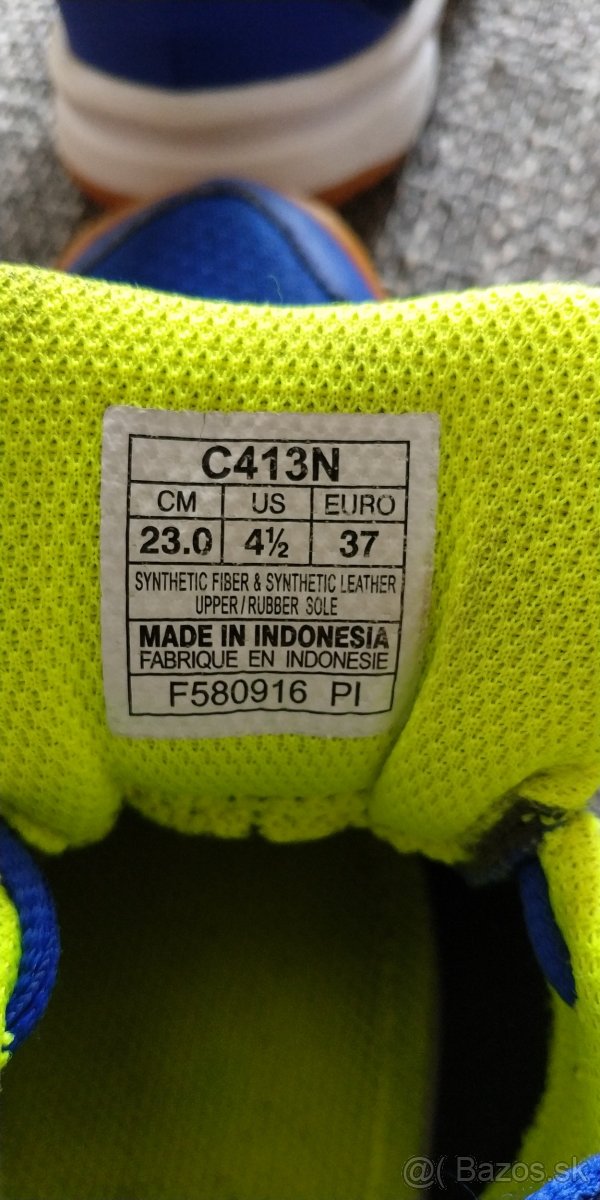 C413N
CM US EURO
23.0 4½ 37
SYNTHETIC FIBER & SYNTHETIC LEATHER
UPPER/RUBBER SOLE
MADE IN INDONESIA
FABRIQUE EN INDONESIE
F580916 PI
@( Bazos.sk